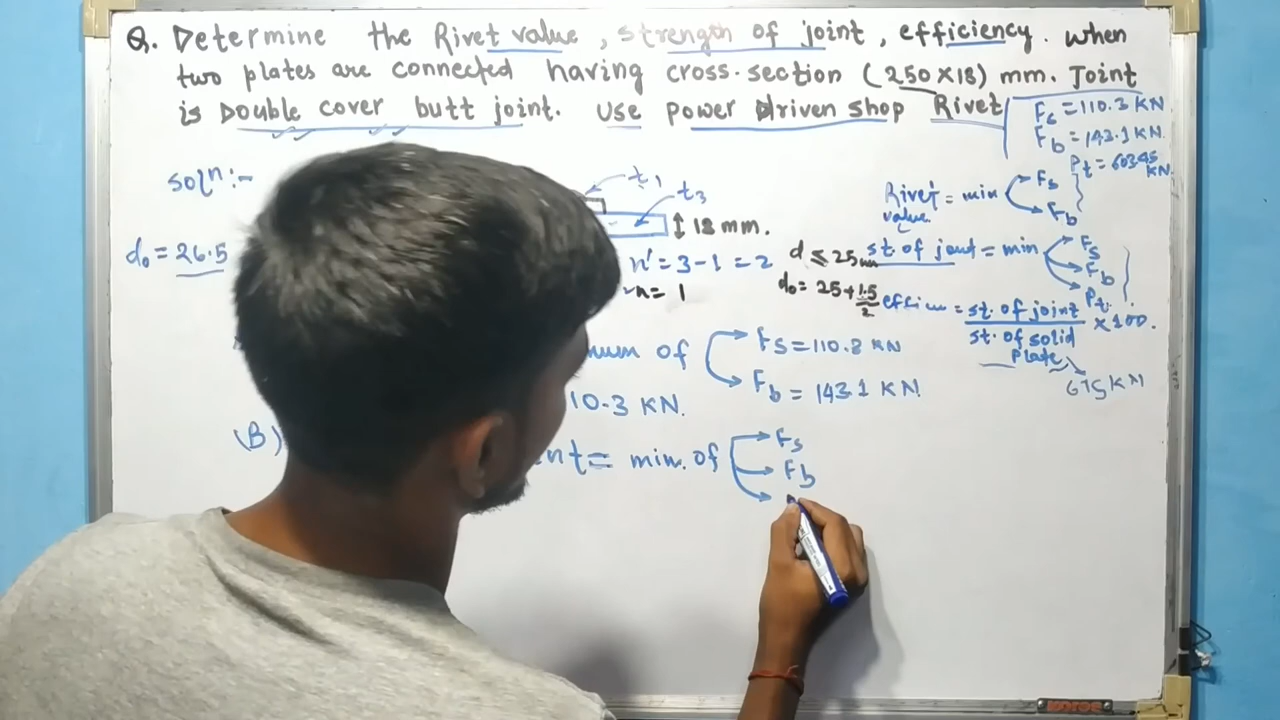 Q. Determine the Rivet value, strength of joint, efficiency. when
two plates are connected having cross-section (250×18) mm. Joint
is Double cover butt joint. Use power Driven shop Rivet
Fs = 110.3 KN
Fb = 143.1 KN
Pt = 603.45 KN
soln:-
t1
t3
18 mm.
Rivet value = min Fs Fb
d0 = 26.5
n' = 3-1 = 2
n = 1
d ≤ 25mm
d0 = 25 + 1.5/2
st. of joint = min Fs Fb Pt.
efficien = st. of joint / st. of solid plate × 100.
675 KN
mum of Fs = 110.3 KN
Fb = 143.1 KN
10.3 KN.
(B)
nt = min. of Fs
Fb